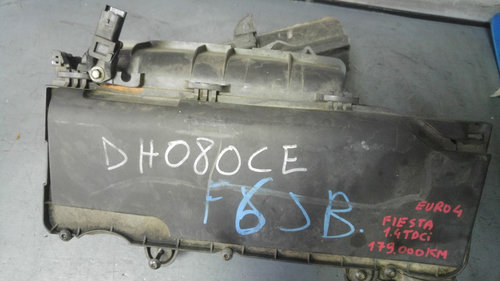 DH080CE
F6JB.
EURO4
FIESTA
1.4TDCi
179.000KM